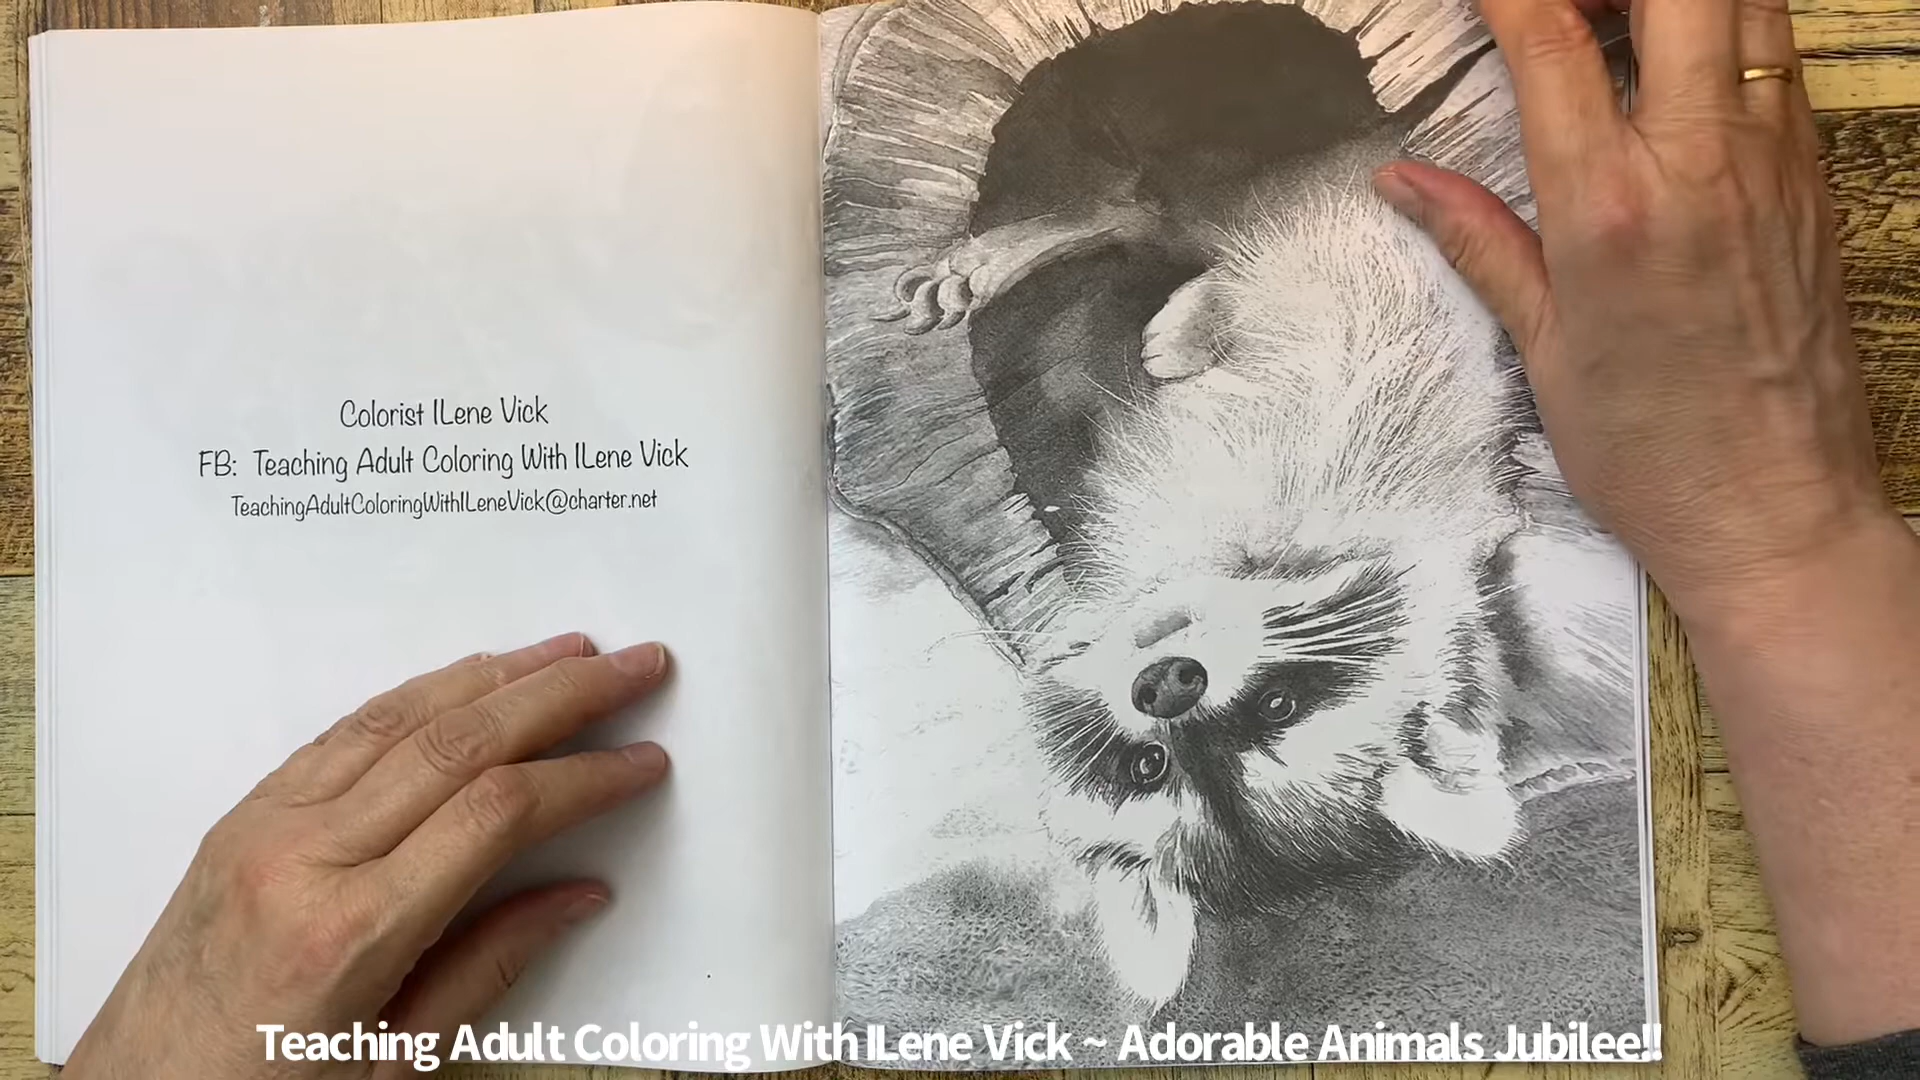 Colorist ILene Vick
FB: Teaching Adult Coloring With ILene Vick
TeachingAdultColoringWithILeneVick@charter.net
Teaching Adult Coloring With ILene Vick ~ Adorable Animals Jubilee!!